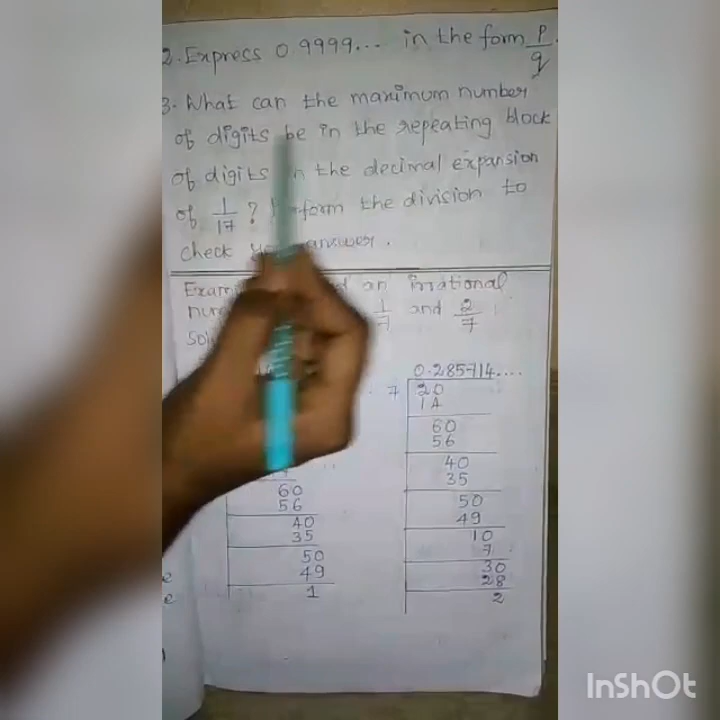 2. Express 0.9999... in the form p/q.
3. What can the maximum number
of digits be in the repeating block
of digits in the decimal expansion
of 1/17? the division to
check answer.
an irrational
1/7 and 2/7
0.285714....
7 20
14
60
56
40
35
50
49
10
7
30
28
2
60
56
40
35
50
49
1
InShOt